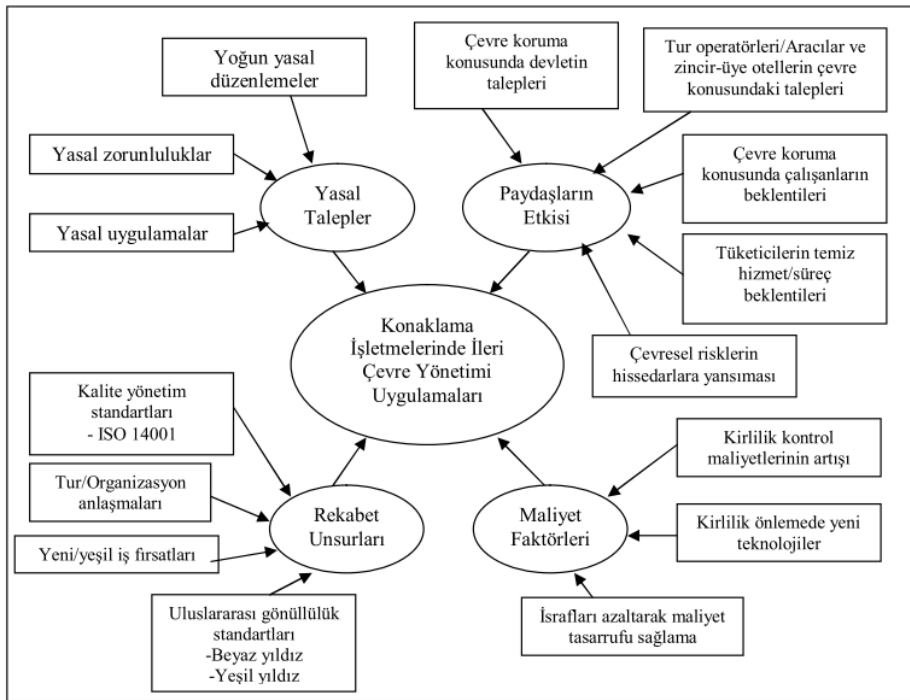 Yoğun yasal
düzenlemeler
Yasal zorunluluklar
Yasal uygulamalar
Yasal
Talepler
Çevre koruma
konusunda devletin
talepleri
Tur operatörleri/Aracılar ve
zincir-üye otellerin çevre
konusundaki talepleri
Çevre koruma
konusunda çalışanların
beklentileri
Tüketicilerin temiz
hizmet/süreç
beklentileri
Çevresel risklerin
hissedarlara yansıması
Paydaşların
Etkisi
Konaklama
İşletmelerinde İleri
Çevre Yönetimi
Uygulamaları
Kalite yönetim
standartları
- ISO 14001
Tur/Organizasyon
anlaşmaları
Yeni/yeşil iş fırsatları
Uluslararası gönüllülük
standartları
-Beyaz yıldız
-Yeşil yıldız
Rekabet
Unsurları
Maliyet
Faktörleri
Kirlilik kontrol
maliyetlerinin artışı
Kirlilik önlemede yeni
teknolojiler
İsrafları azaltarak maliyet
tasarrufu sağlama